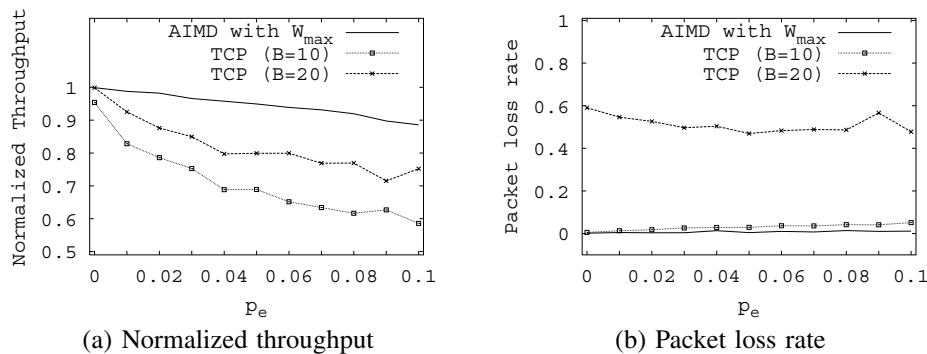 AIMD with W_max
TCP (B=10)
TCP (B=20)
Normalized Throughput
1
0.9
0.8
0.7
0.6
0.5
0 0.02 0.04 0.06 0.08 0.1
p_e
(a) Normalized throughput
AIMD with W_max
TCP (B=10)
TCP (B=20)
Packet loss rate
1
0.8
0.6
0.4
0.2
0
0 0.02 0.04 0.06 0.08 0.1
p_e
(b) Packet loss rate